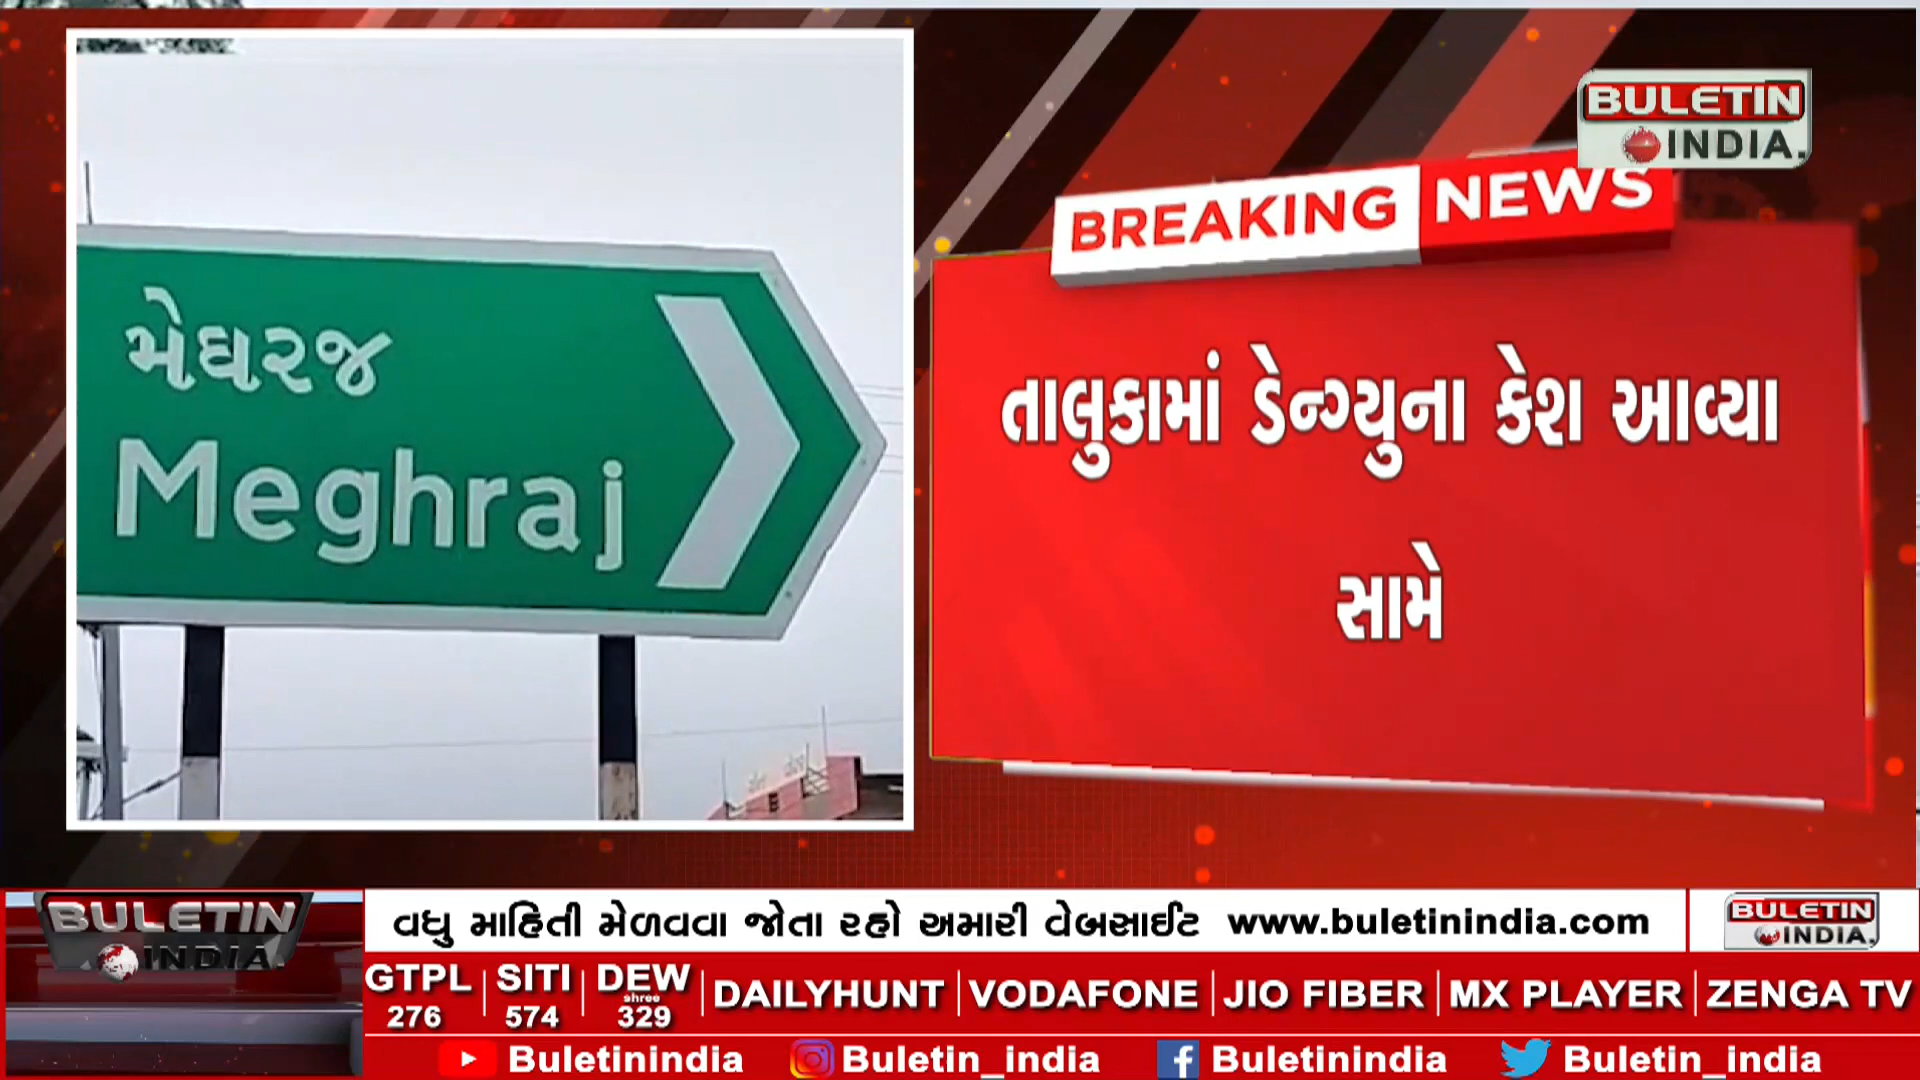 મેઘરજ
Meghraj
BULETIN
INDIA.
BREAKING NEWS
તાલુકામાં ડેન્ગ્યુના કેશ આવ્યા
સામે
BULETIN
INDIA.
વધુ માહિતી મેળવવા જોતા રહો અમારી વેબસાઈટ www.buletinindia.com
BULETIN
INDIA.
GTPL 276 | SITI 574 | DEW shree 329 | DAILYHUNT | VODAFONE | JIO FIBER | MX PLAYER | ZENGA TV
Buletinindia Buletin_india Buletinindia Buletin_india